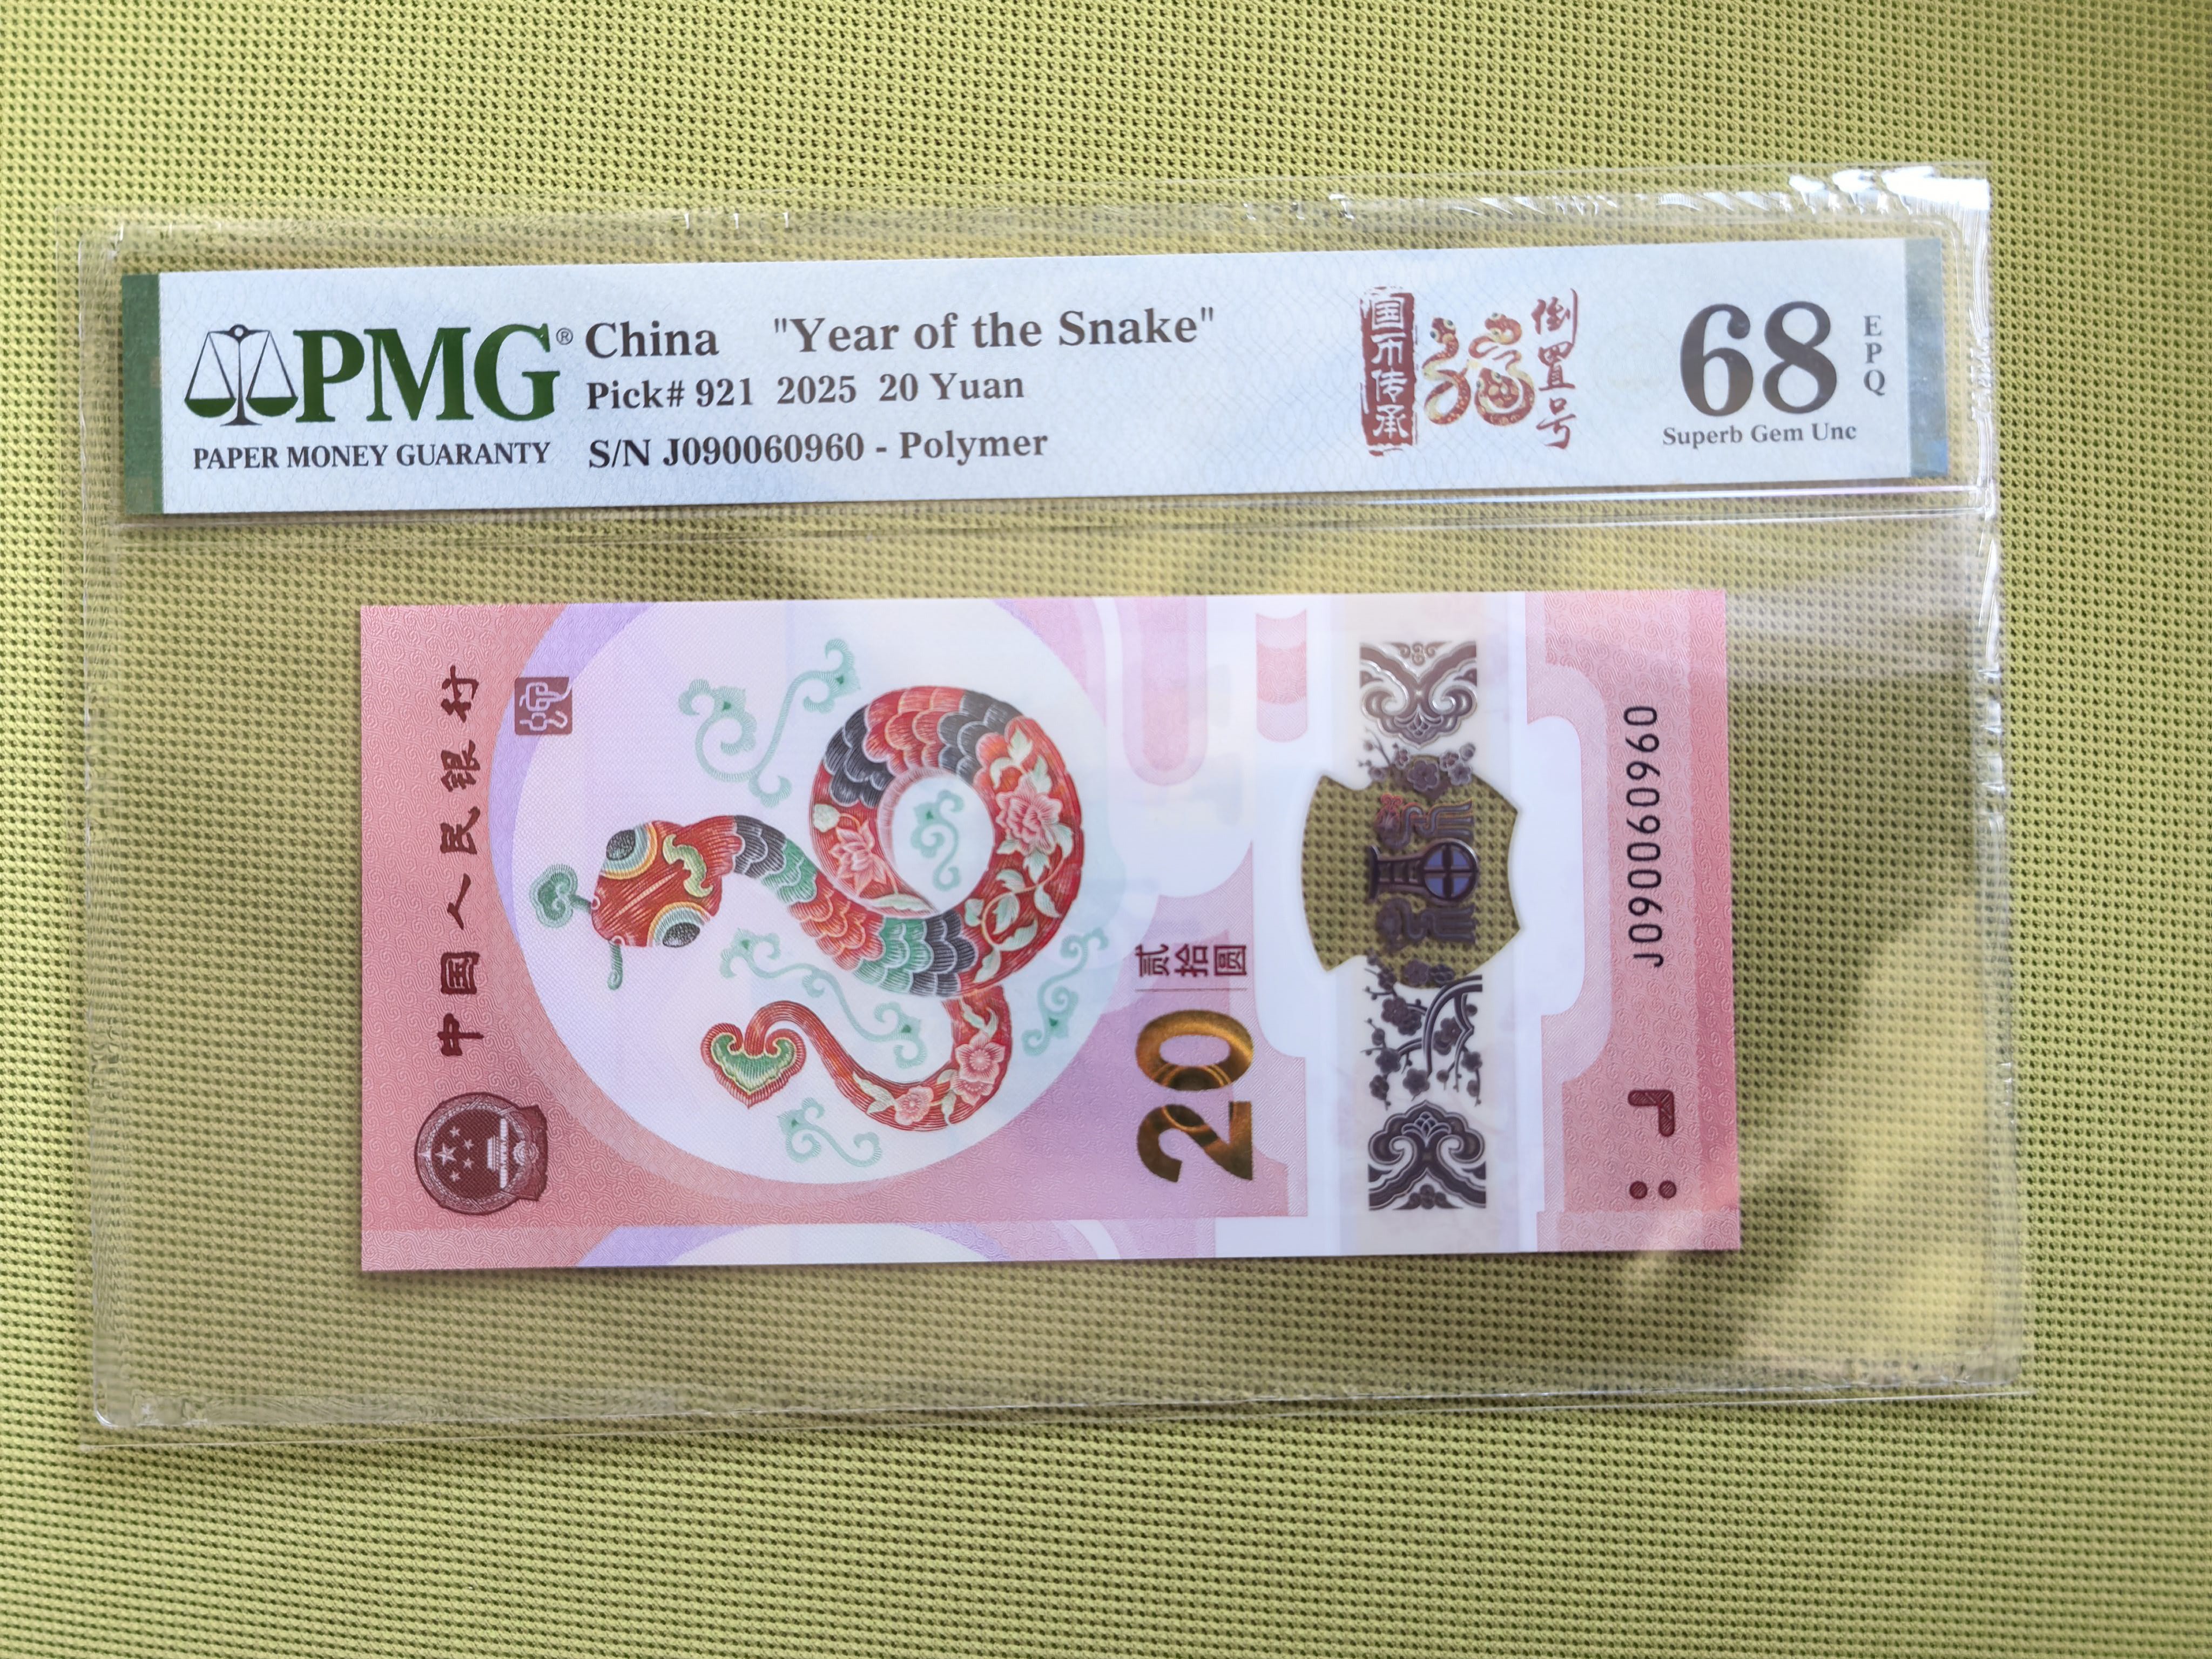 PMG®
PAPER MONEY GUARANTY
China "Year of the Snake"
Pick# 921 2025 20 Yuan
S/N J090060960 - Polymer
国币传承
福
倒置号
68
EPQ
Superb Gem Unc
中国人民银行
贰拾圆
20
J090060960